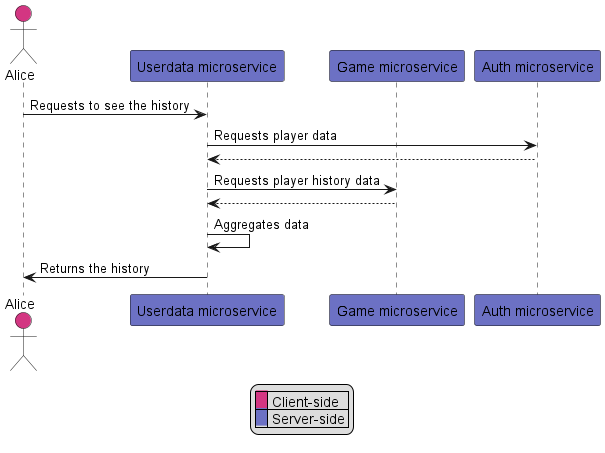 Alice
Userdata microservice
Game microservice
Auth microservice
Requests to see the history
Requests player data
Requests player history data
Aggregates data
Returns the history
Alice
Userdata microservice
Game microservice
Auth microservice
Client-side
Server-side